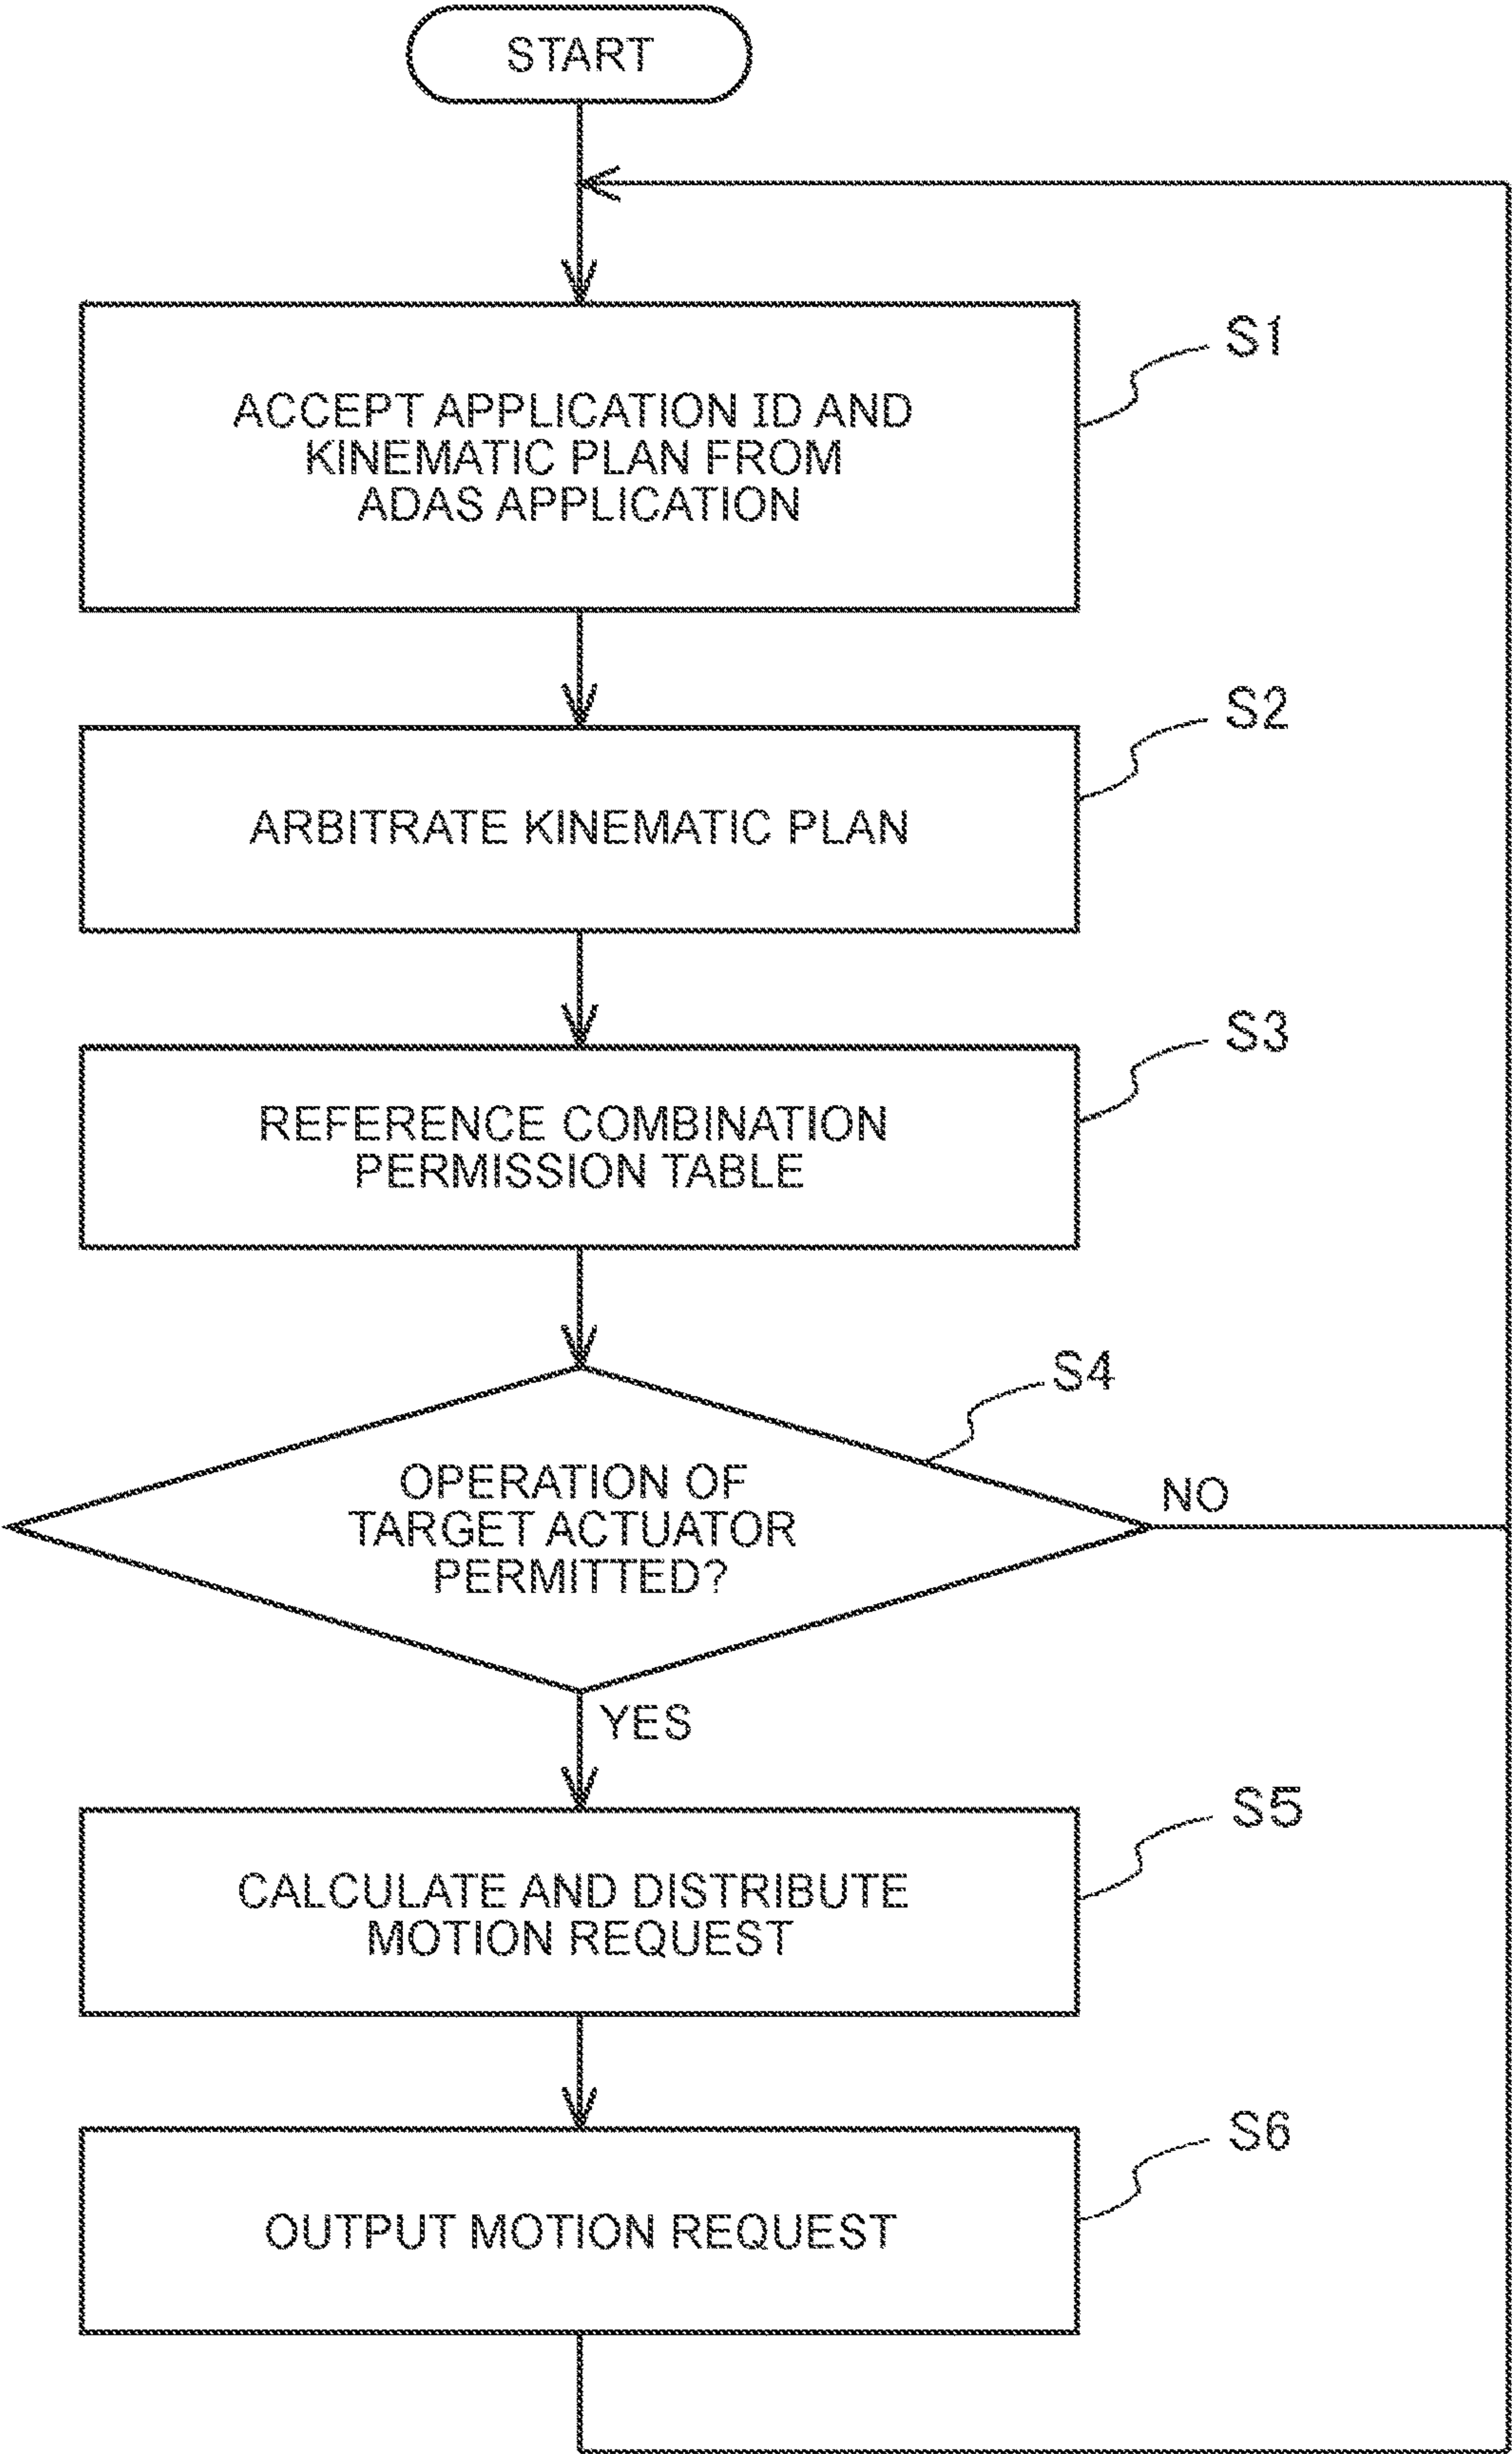 START
ACCEPT APPLICATION ID AND
KINEMATIC PLAN FROM
ADAS APPLICATION
S1
ARBITRATE KINEMATIC PLAN
S2
REFERENCE COMBINATION
PERMISSION TABLE
S3
OPERATION OF
TARGET ACTUATOR
PERMITTED?
S4
NO
YES
CALCULATE AND DISTRIBUTE
MOTION REQUEST
S5
OUTPUT MOTION REQUEST
S6